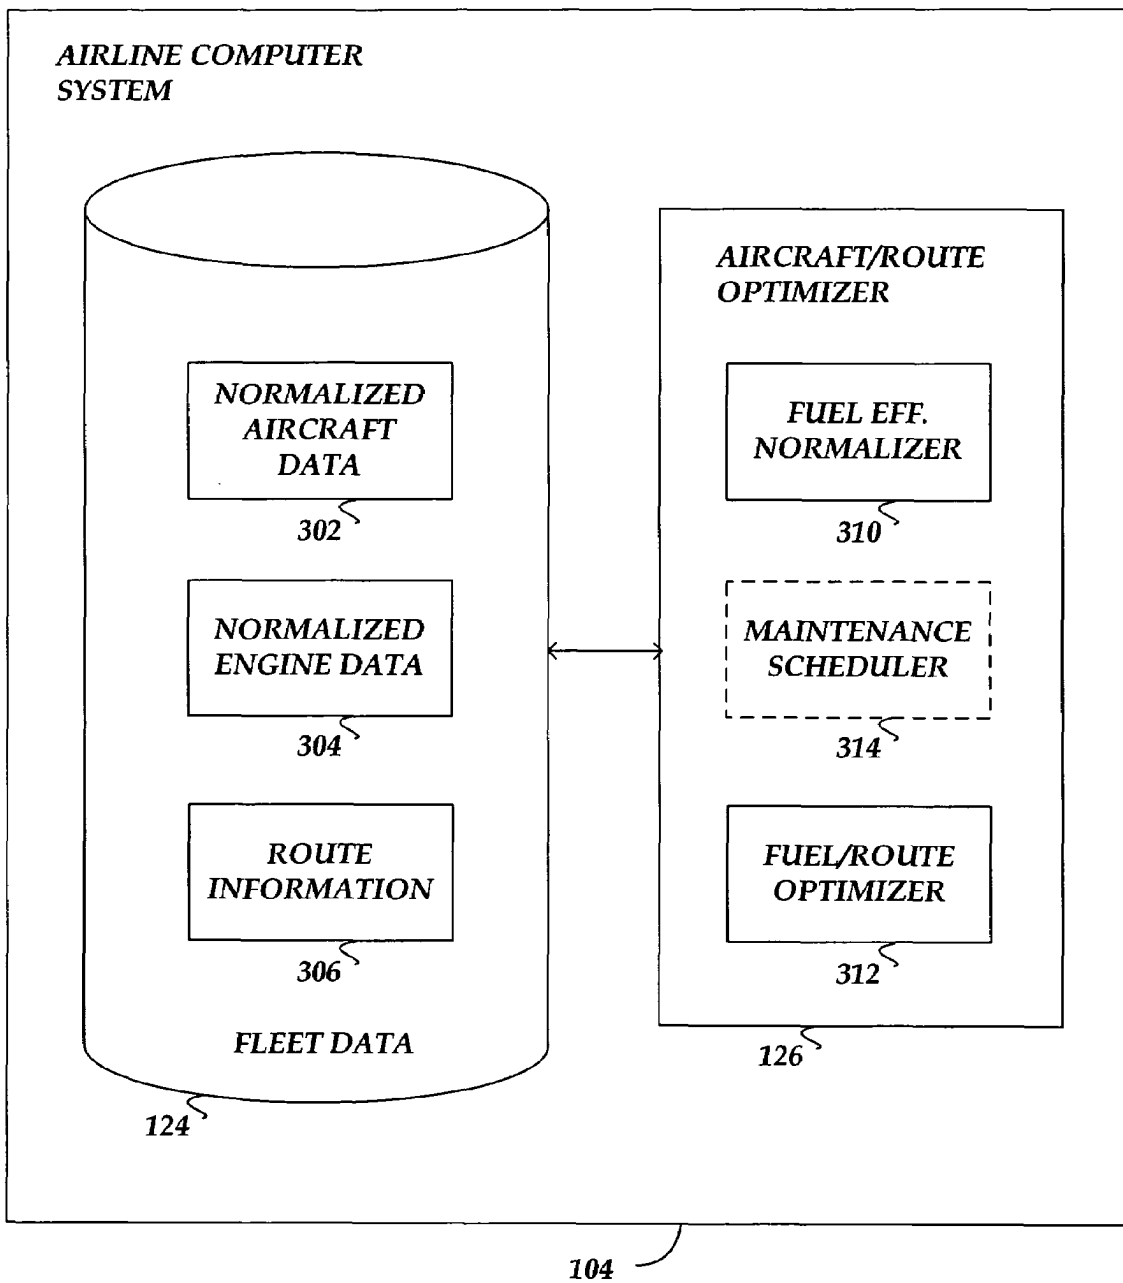 AIRLINE COMPUTER
SYSTEM
NORMALIZED
AIRCRAFT
DATA
302
NORMALIZED
ENGINE DATA
304
ROUTE
INFORMATION
306
FLEET DATA
124
AIRCRAFT/ROUTE
OPTIMIZER
FUEL EFF.
NORMALIZER
310
MAINTENANCE
SCHEDULER
314
FUEL/ROUTE
OPTIMIZER
312
126
104